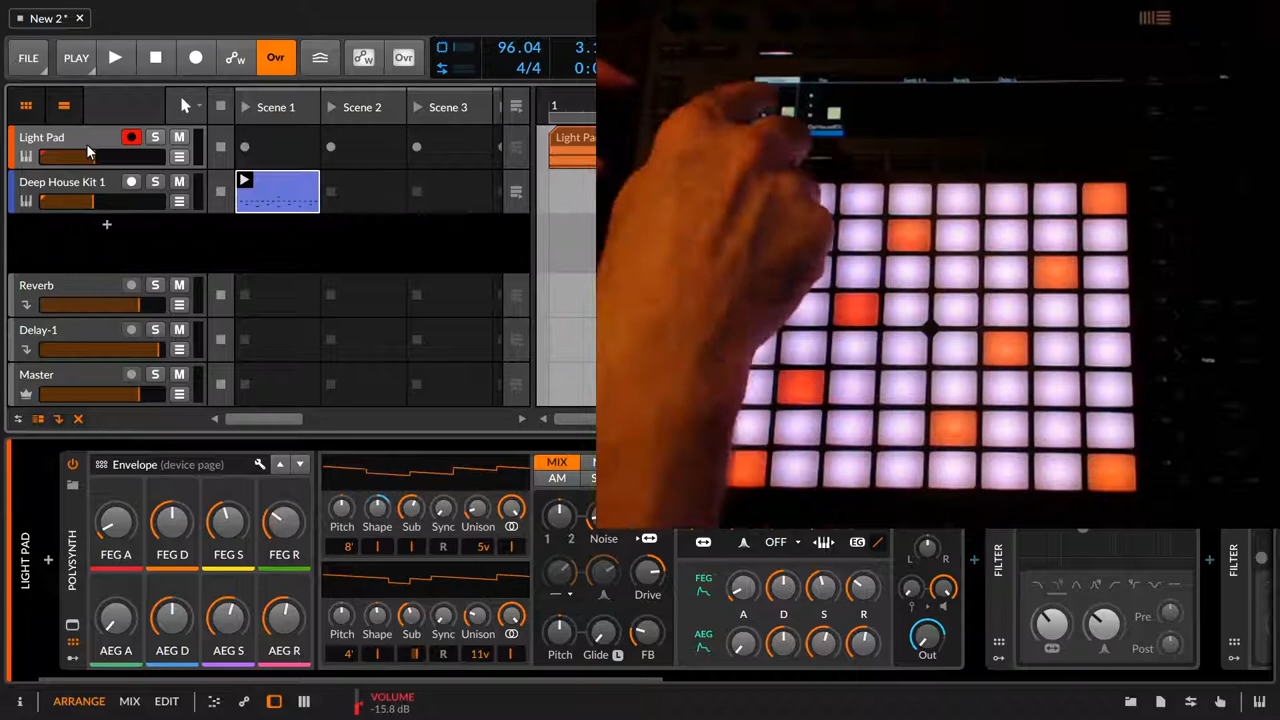 New 2*
FILE
PLAY
Ovr
Ovr
96.04
4/4
3.1
0:0
Scene 1
Scene 2
Scene 3
1
Light Pad
S
M
Light Pa
Deep House Kit 1
S
M
+
Reverb
S
M
Delay-1
S
M
Master
S
M
LIGHT PAD
POLYSYNTH
Envelope (device page)
FEG A
FEG D
FEG S
FEG R
AEG A
AEG D
AEG S
AEG R
Pitch
Shape
Sub
Sync
Unison
8'
R
5v
Pitch
Shape
Sub
Sync
Unison
4'
R
11v
MIX
AM
1
2
Noise
Drive
Pitch
Glide
L
FB
OFF
EG
FEG
A
D
S
R
AEG
L
R
Out
FILTER
Pre
Post
FILTER
ARRANGE
MIX
EDIT
VOLUME
-15.8 dB